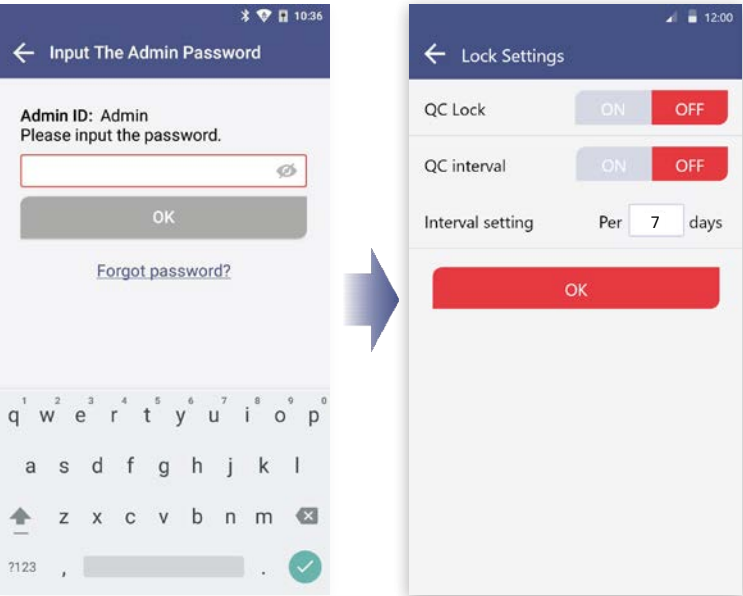 10:36
Input The Admin Password
Admin ID: Admin
Please input the password.
OK
Forgot password?
1 2 3 4 5 6 7 8 9 0
q w e r t y u i o p
a s d f g h j k l
z x c v b n m
?123 , .
12:00
Lock Settings
QC Lock ON OFF
QC interval ON OFF
Interval setting Per 7 days
OK